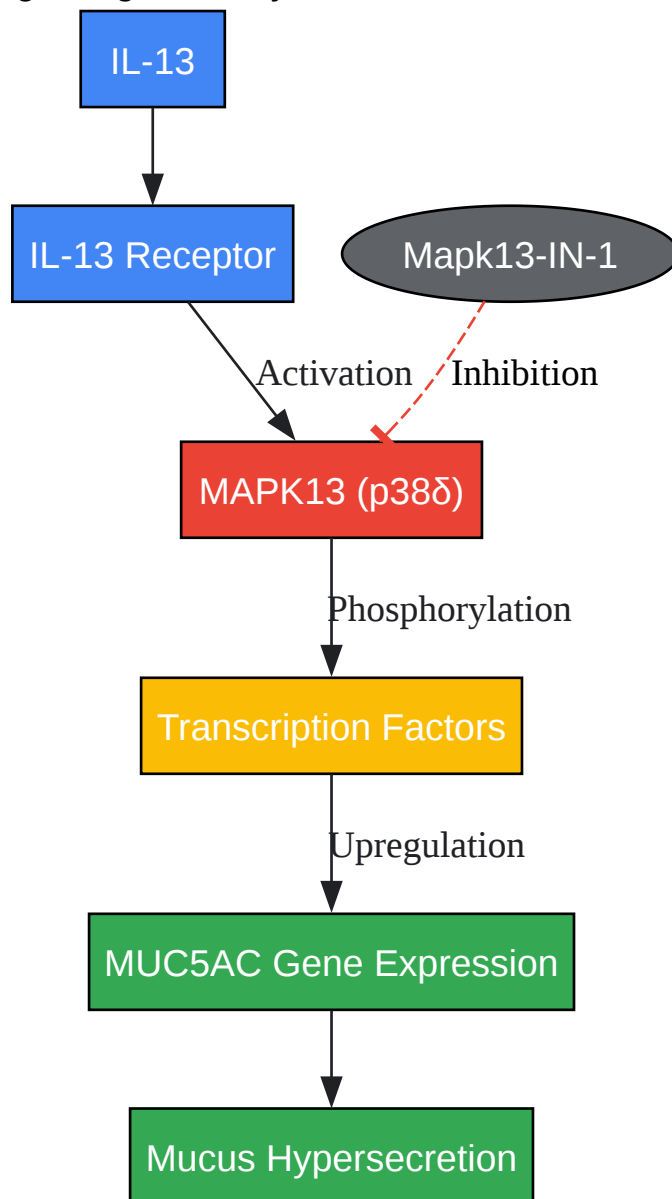 IL-13
IL-13 Receptor
Mapk13-IN-1
Activation
Inhibition
MAPK13 (p38δ)
Phosphorylation
Transcription Factors
Upregulation
MUC5AC Gene Expression
Mucus Hypersecretion